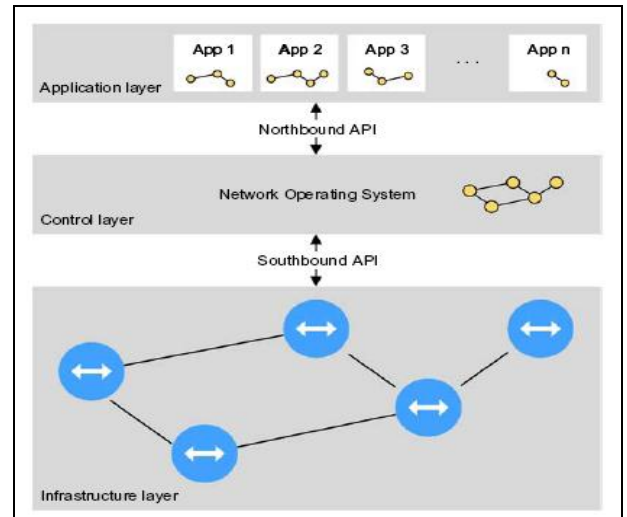 App 1 App 2 App 3 . . . App n
Application layer
Northbound API
Network Operating System
Control layer
Southbound API
Infrastructure layer